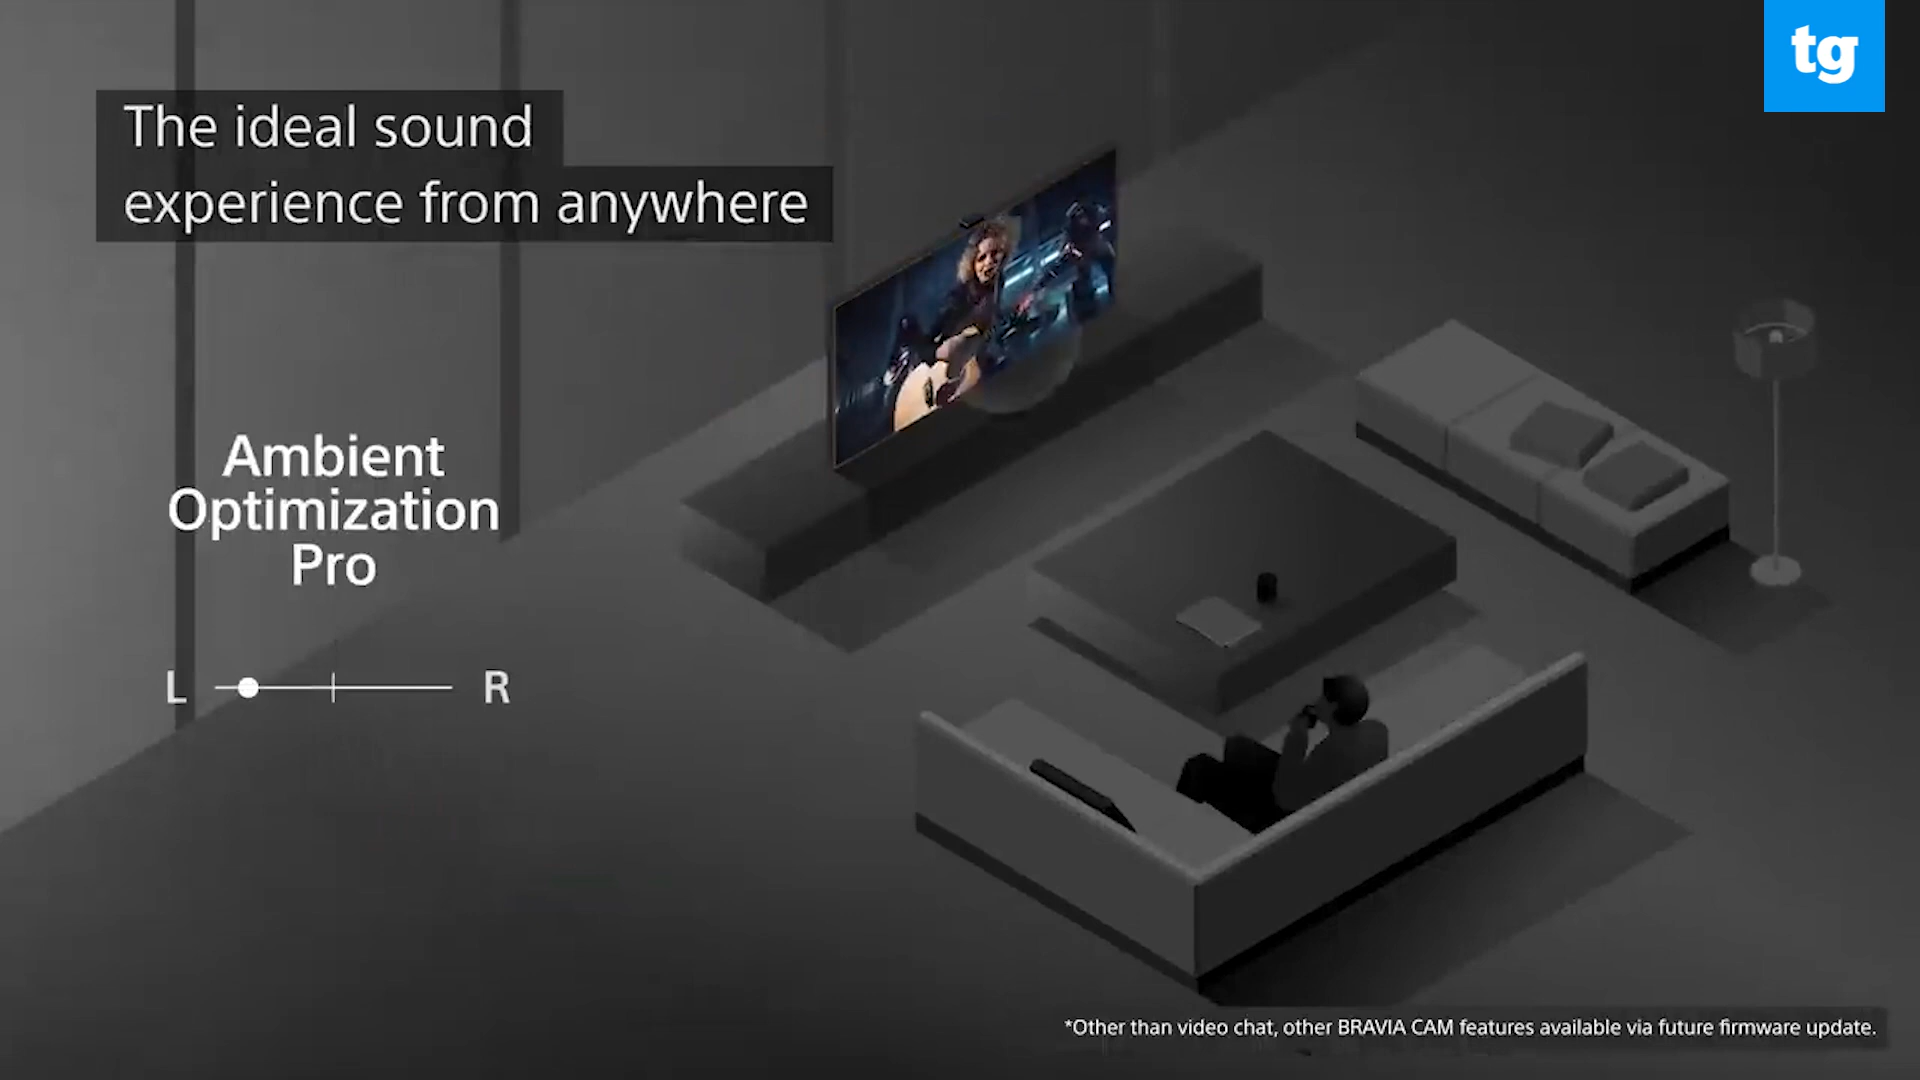 tg
The ideal sound
experience from anywhere
Ambient
Optimization
Pro
L R
*Other than video chat, other BRAVIA CAM features available via future firmware update.